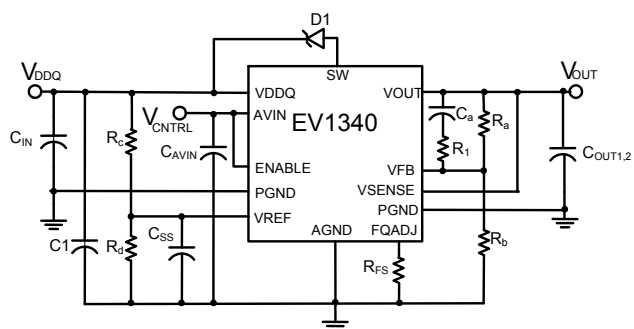 D1
SW
VDDQ
VOUT
VDDQ
VOUT
AVIN
VCNTRL
EV1340
Ca
Ra
CIN
Rc
CAVIN
ENABLE
R1
VFB
COUT1,2
PGND
VSENSE
VREF
PGND
C1
Rd
CSS
AGND
FQADJ
Rb
RFS